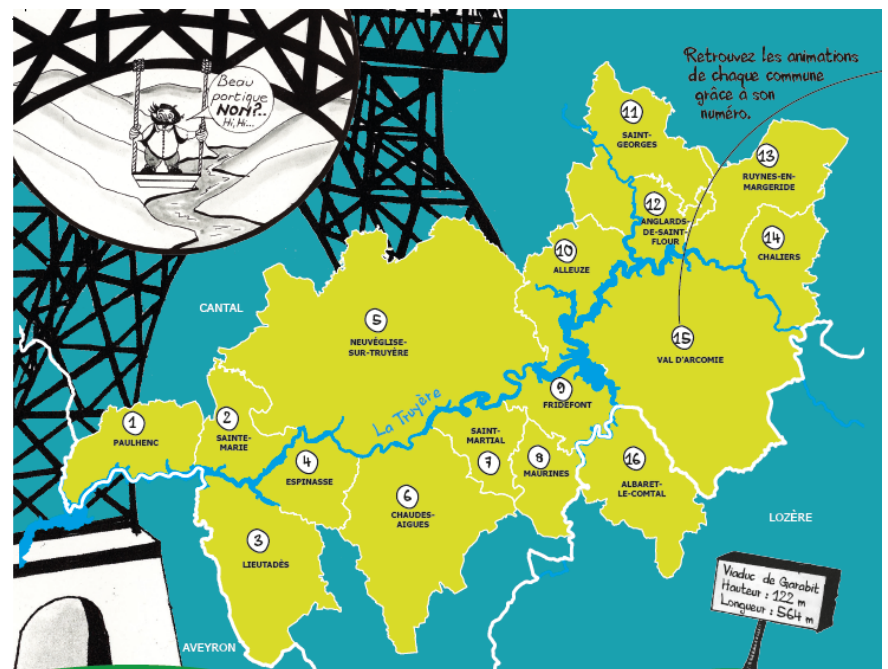 Beau
portique
NON?..
Hi, Hi...
Retrouvez les animations
de chaque commune
grâce à son
numéro.
11
SAINT-
GEORGES
13
RUYNES-EN-
MARGERIDE
12
ANGLARDS-
DE-SAINT-
FLOUR
14
CHALIERS
10
ALLEUZE
CANTAL
5
NEUVÉGLISE-
SUR-TRUYÈRE
15
VAL D'ARCOMIE
9
FRIDEFONT
La Truyère
1
PAULHENC
2
SAINTE-
MARIE
4
ESPINASSE
SAINT-
MARTIAL
7
8
MAURINES
16
ALBARET-
LE-COMTAL
6
CHAUDES-
AIGUES
3
LIEUTADÈS
LOZÈRE
AVEYRON
Viaduc de Garabit
Hauteur : 122 m
Longueur : 564 m